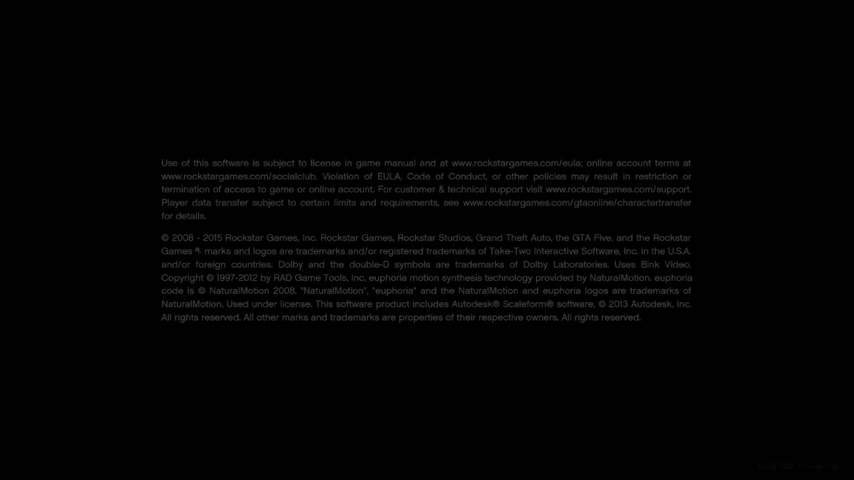 Use of this software is subject to license in game manual and at www.rockstargames.com/eula; online account terms at
www.rockstargames.com/socialclub. Violation of EULA, Code of Conduct, or other policies may result in restriction or
termination of access to game or online account. For customer & technical support visit www.rockstargames.com/support.
Player data transfer subject to certain limits and requirements, see www.rockstargames.com/gtaonline/charactertransfer
for details.
© 2008 - 2015 Rockstar Games, Inc. Rockstar Games, Rockstar Studios, Grand Theft Auto, the GTA Five, and the Rockstar
Games R* marks and logos are trademarks and/or registered trademarks of Take-Two Interactive Software, Inc. in the U.S.A.
and/or foreign countries. Dolby and the double-D symbols are trademarks of Dolby Laboratories. Uses Bink Video.
Copyright © 1997-2012 by RAD Game Tools, Inc. euphoria motion synthesis technology provided by NaturalMotion. euphoria
code is © NaturalMotion 2008. "NaturalMotion", "euphoria" and the NaturalMotion and euphoria logos are trademarks of
NaturalMotion. Used under license. This software product includes Autodesk® Scaleform® software, © 2013 Autodesk, Inc.
All rights reserved. All other marks and trademarks are properties of their respective owners. All rights reserved.